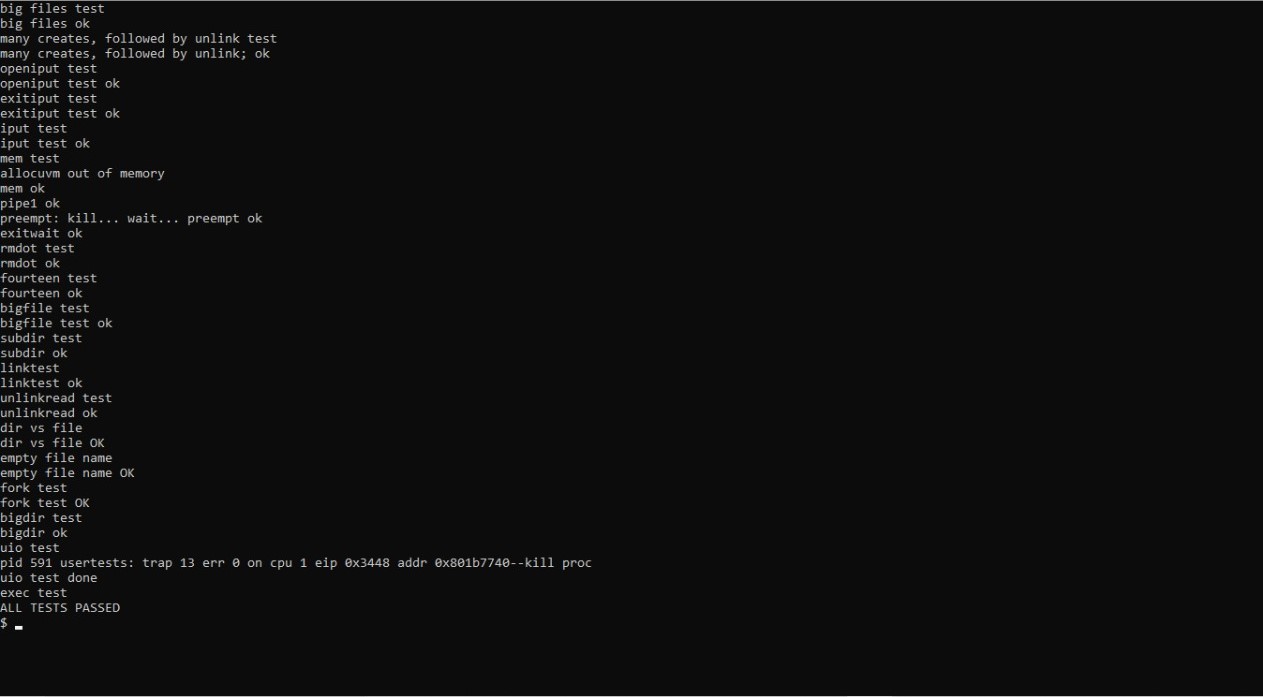 big files test
big files ok
many creates, followed by unlink test
many creates, followed by unlink; ok
openiput test
openiput test ok
exitiput test
exitiput test ok
iput test
iput test ok
mem test
allocuvm out of memory
mem ok
pipe1 ok
preempt: kill... wait... preempt ok
exitwait ok
rmdot test
rmdot ok
fourteen test
fourteen ok
bigfile test
bigfile test ok
subdir test
subdir ok
linktest
linktest ok
unlinkread test
unlinkread ok
dir vs file
dir vs file OK
empty file name
empty file name OK
fork test
fork test OK
bigdir test
bigdir ok
uio test
pid 591 usertests: trap 13 err 0 on cpu 1 eip 0x3448 addr 0x801b7740--kill proc
uio test done
exec test
ALL TESTS PASSED
$